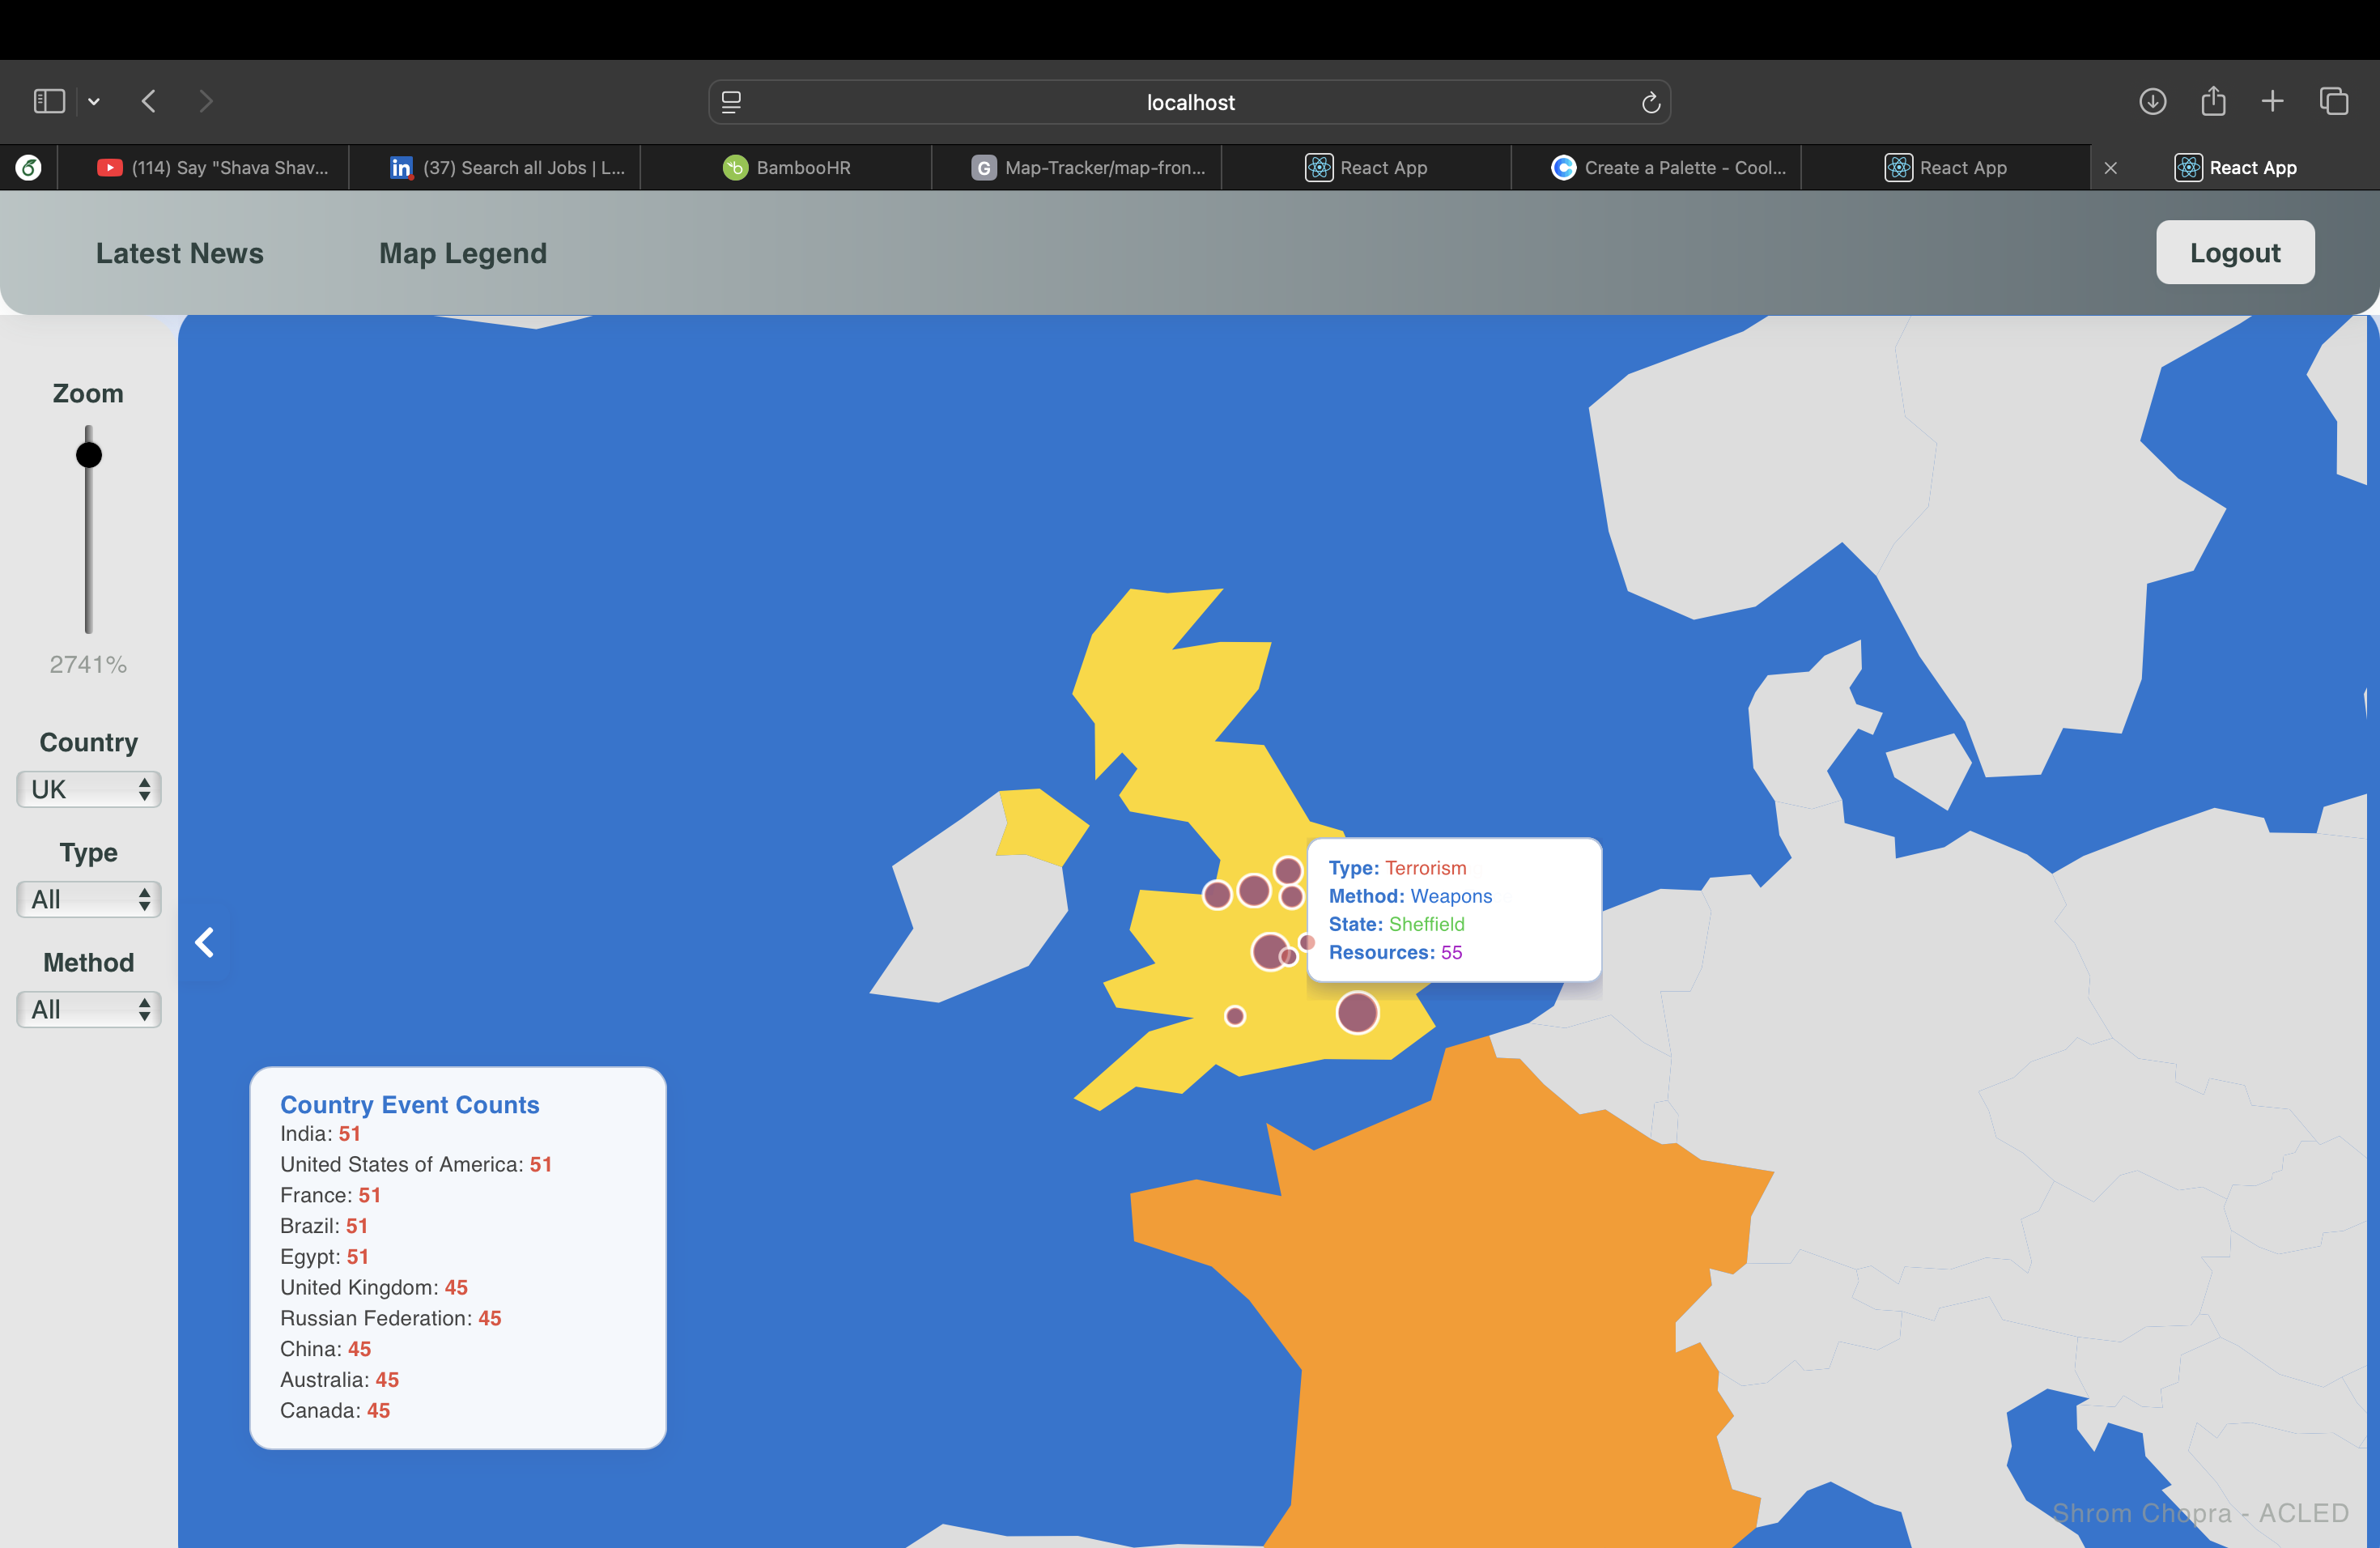 localhost
(114) Say "Shava Shav...
(37) Search all Jobs | L...
BambooHR
Map-Tracker/map-fron...
React App
Create a Palette - Cool...
React App
React App
Latest News
Map Legend
Logout
Zoom
2741%
Country
UK
Type
All
Method
All
Type: Terrorism
Method: Weapons
State: Sheffield
Resources: 55
Country Event Counts
India: 51
United States of America: 51
France: 51
Brazil: 51
Egypt: 51
United Kingdom: 45
Russian Federation: 45
China: 45
Australia: 45
Canada: 45
Shrom Chopra - ACLED